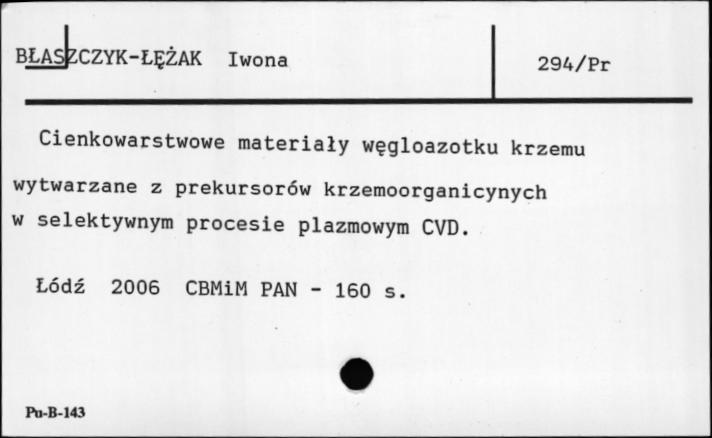 BŁASZCZYK-ŁĘŻAK Iwona
294/Pr
Cienkowarstwowe materiały węgloazotku krzemu
wytwarzane z prekursorów krzemoorganicynych
w selektywnym procesie plazmowym CVD.
Łódź 2006 CBMiM PAN - 160 s.
Pu-B-143